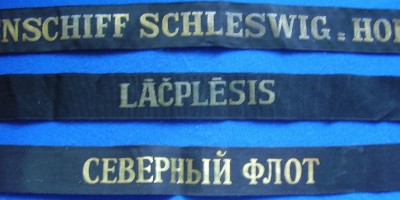 NSCHIFF SCHLESWIG = HO
LĀČPLĒSIS
СЕВЕРНЫЙ ФЛОТ